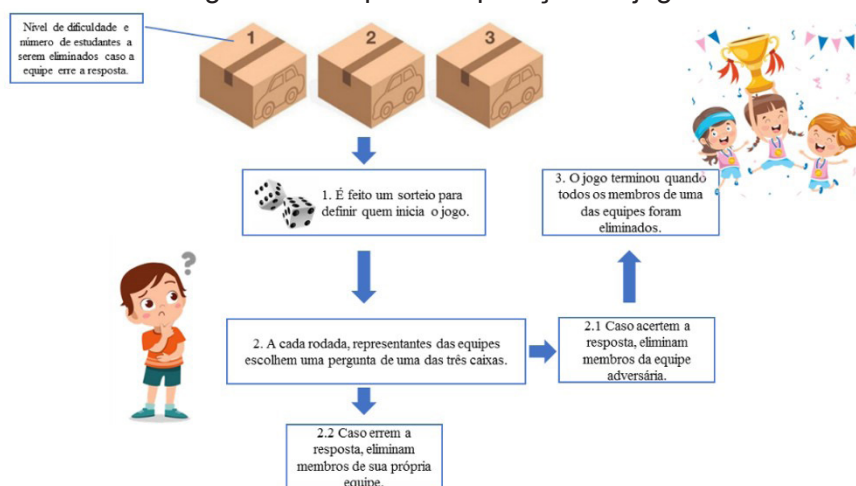 Nível de dificuldade e
número de estudantes a
serem eliminados caso a
equipe erre a resposta.
1
2
3
1. É feito um sorteio para
definir quem inicia o jogo.
3. O jogo terminou quando
todos os membros de uma
das equipes foram
eliminados.
2. A cada rodada, representantes das equipes
escolhem uma pergunta de uma das três caixas.
2.1 Caso acertem a
resposta, eliminam
membros da equipe
adversária.
2.2 Caso errem a
resposta, eliminam
membros de sua própria
equipe.